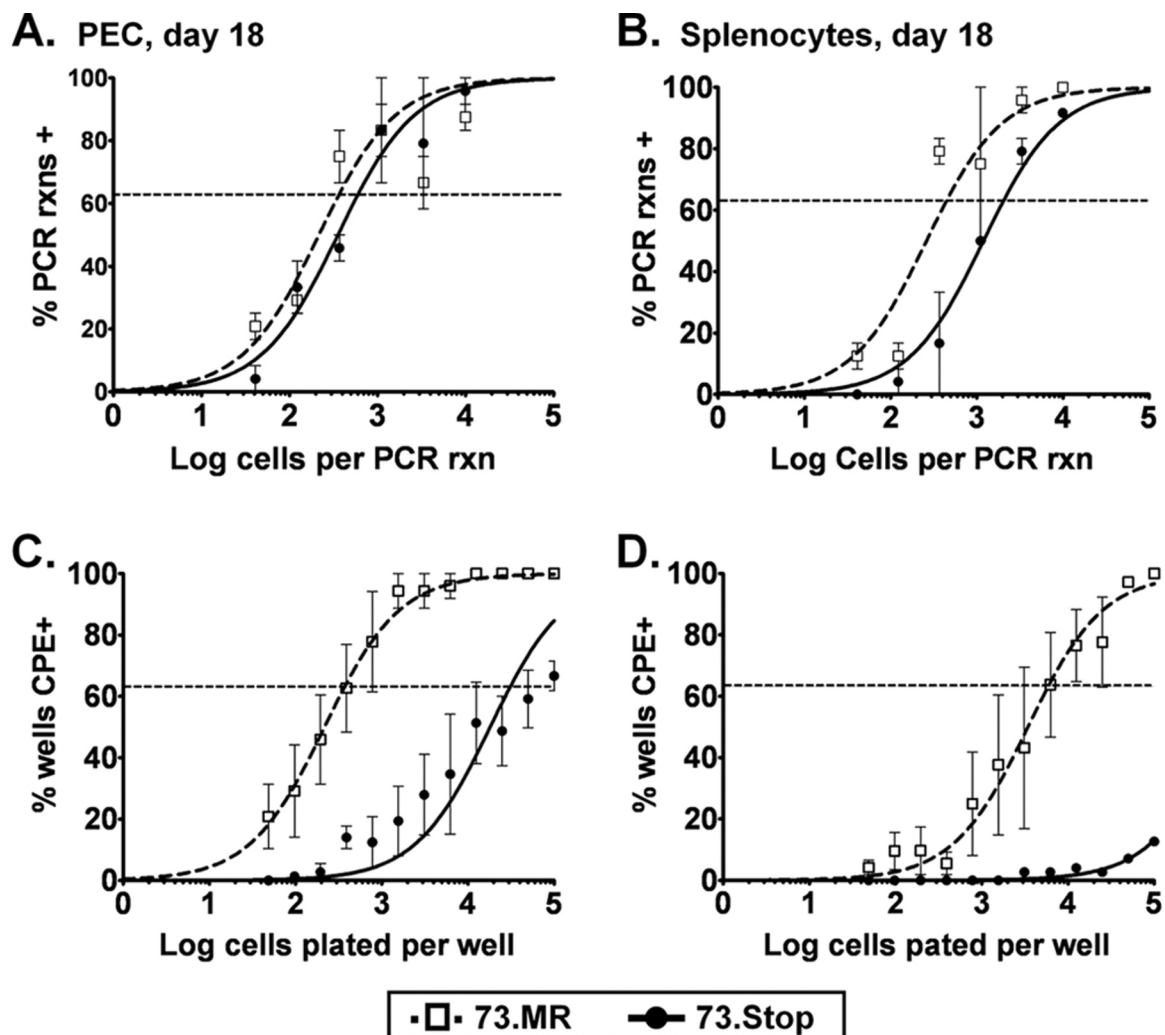 A. PEC, day 18
% PCR rxns +
100
80
60
40
20
0
0 1 2 3 4 5
Log cells per PCR rxn
B. Splenocytes, day 18
% PCR rxns +
100
80
60
40
20
0
0 1 2 3 4 5
Log Cells per PCR rxn
C.
% wells CPE+
100
80
60
40
20
0
0 1 2 3 4 5
Log cells plated per well
D.
% wells CPE+
100
80
60
40
20
0
0 1 2 3 4 5
Log cells pated per well
73.MR 73.Stop